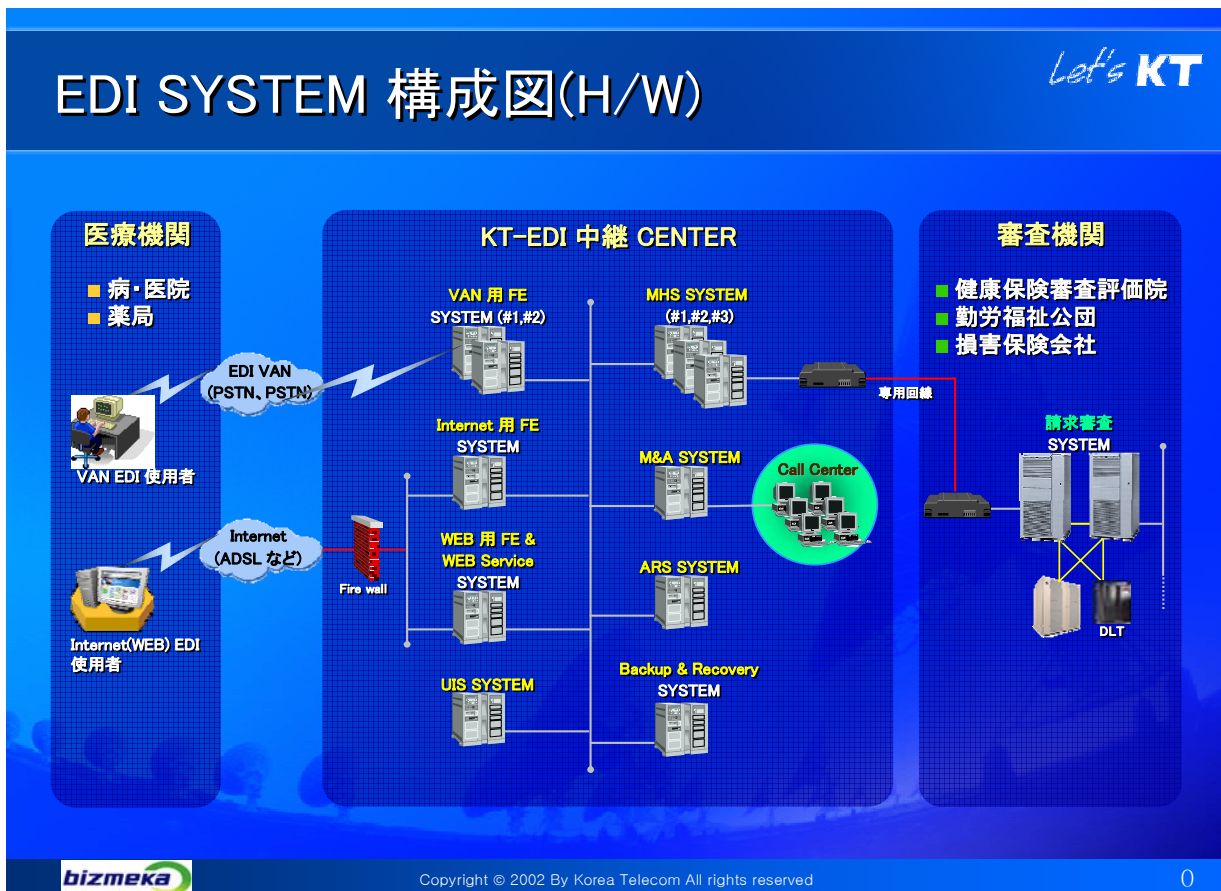 EDI SYSTEM 構成図(H/W)
Let's KT
医療機関
■ 病・医院
■ 薬局
EDI VAN
(PSTN、PSTN)
VAN EDI 使用者
Internet
(ADSL など)
Internet(WEB) EDI
使用者
KT-EDI 中継 CENTER
VAN 用 FE
SYSTEM (#1,#2)
MHS SYSTEM
(#1,#2,#3)
Internet 用 FE
SYSTEM
M&A SYSTEM
Call Center
Fire wall
WEB 用 FE &
WEB Service
SYSTEM
ARS SYSTEM
UIS SYSTEM
Backup & Recovery
SYSTEM
専用回線
審査機関
■ 健康保険審査評価院
■ 勤労福祉公団
■ 損害保険会社
請求審査
SYSTEM
DLT
bizmeka
Copyright © 2002 By Korea Telecom All rights reserved
0